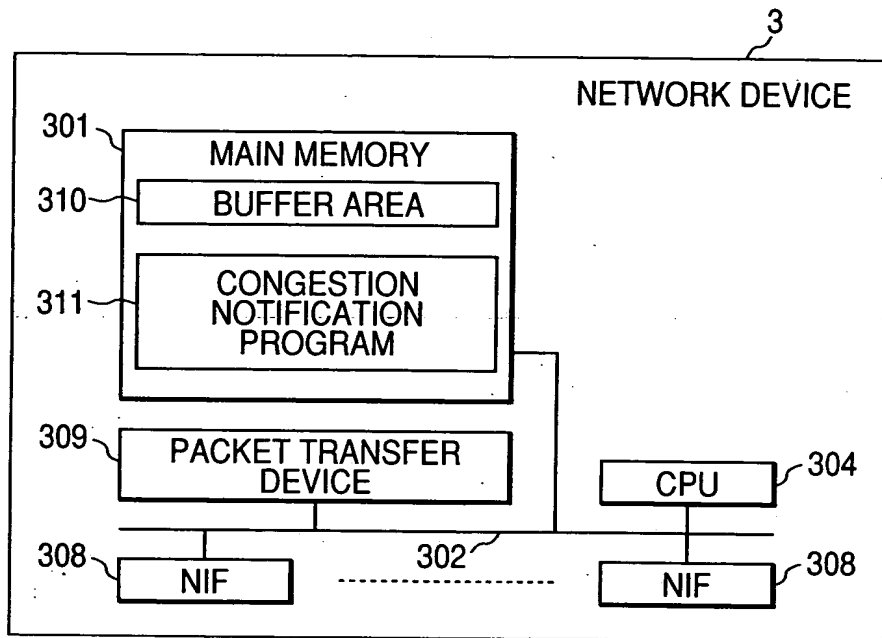 3
NETWORK DEVICE
301
MAIN MEMORY
310
BUFFER AREA
311
CONGESTION
NOTIFICATION
PROGRAM
309
PACKET TRANSFER
DEVICE
CPU
304
302
308
NIF
NIF
308